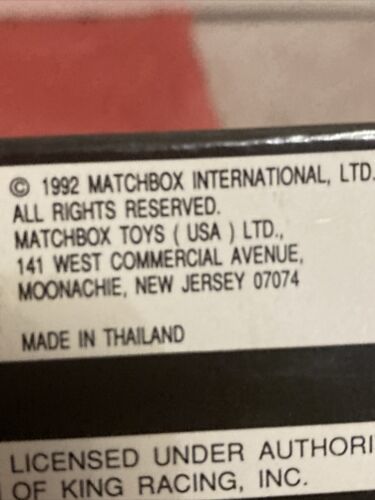 © 1992 MATCHBOX INTERNATIONAL, LTD.
ALL RIGHTS RESERVED.
MATCHBOX TOYS ( USA ) LTD.,
141 WEST COMMERCIAL AVENUE,
MOONACHIE, NEW JERSEY 07074
MADE IN THAILAND
LICENSED UNDER AUTHORI
OF KING RACING, INC.